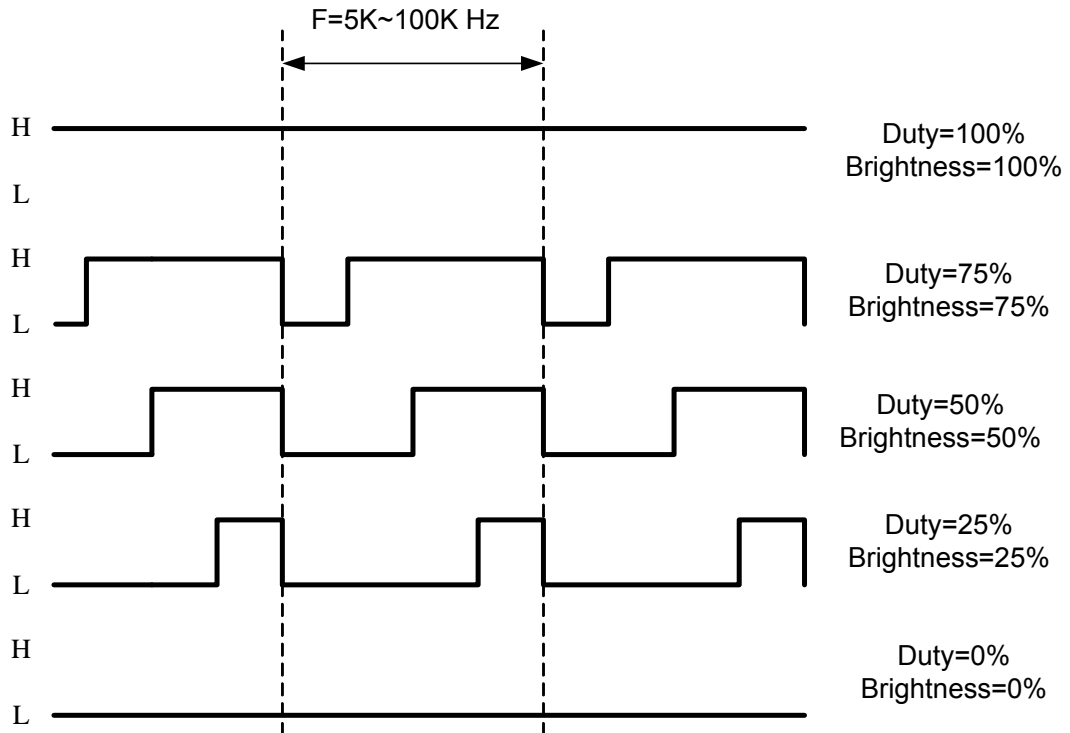 F=5K~100K Hz
H
L
Duty=100%
Brightness=100%
H
L
Duty=75%
Brightness=75%
H
L
Duty=50%
Brightness=50%
H
L
Duty=25%
Brightness=25%
H
L
Duty=0%
Brightness=0%